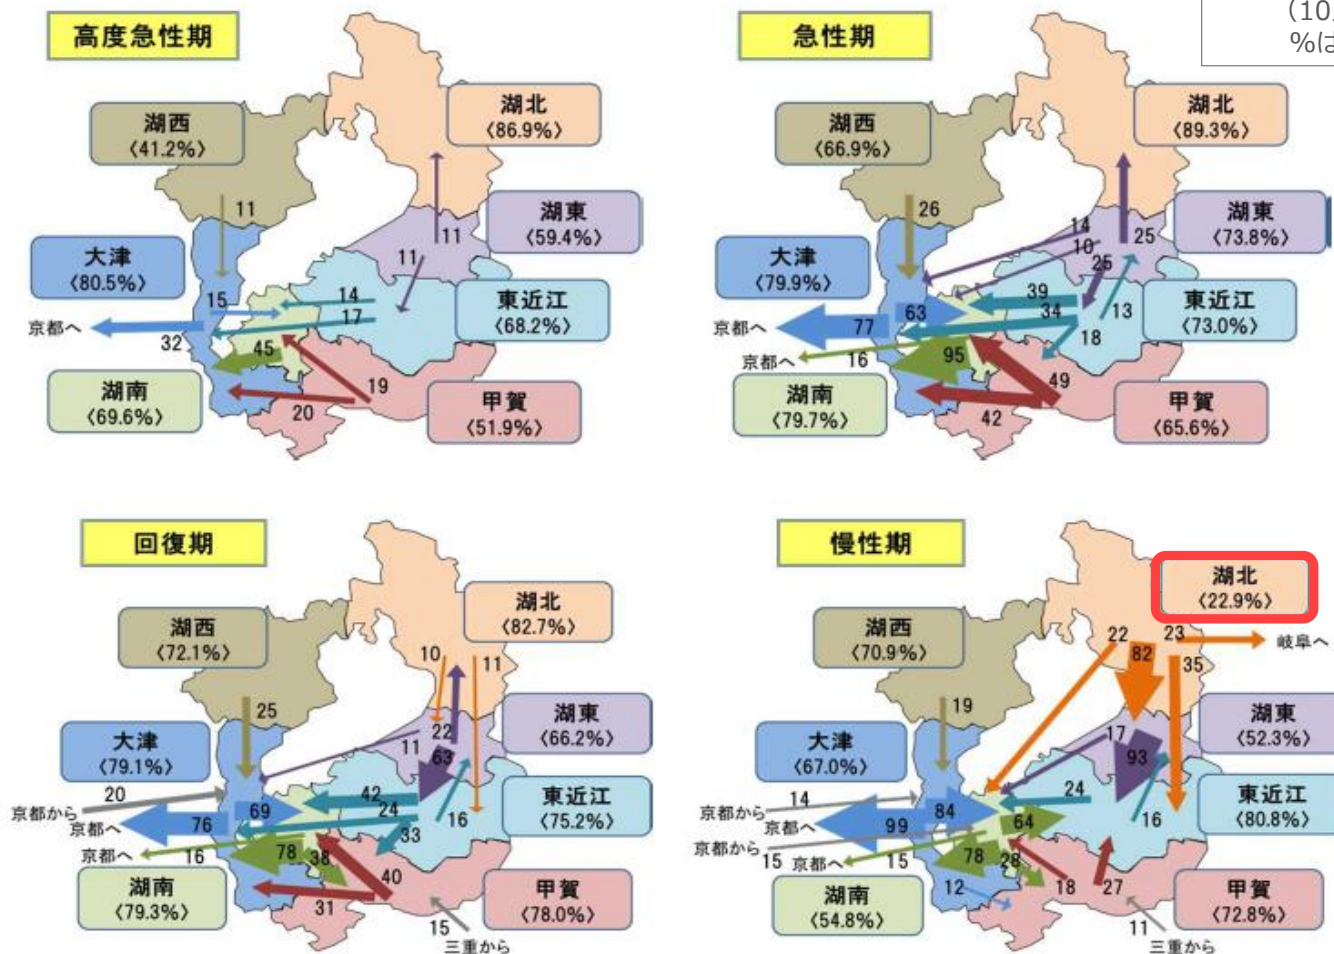 (10
%は
高度急性期
湖西
〈41.2%〉
湖北
〈86.9%〉
湖東
〈59.4%〉
大津
〈80.5%〉
東近江
〈68.2%〉
湖南
〈69.6%〉
甲賀
〈51.9%〉
京都へ
11
11
11
15
14
17
32
45
19
20
急性期
湖西
〈66.9%〉
湖北
〈89.3%〉
湖東
〈73.8%〉
大津
〈79.9%〉
東近江
〈73.0%〉
湖南
〈79.7%〉
甲賀
〈65.6%〉
京都へ
京都へ
26
14
10
25
25
39
34
13
18
63
77
16
95
49
42
回復期
湖西
〈72.1%〉
湖北
〈82.7%〉
湖東
〈66.2%〉
大津
〈79.1%〉
東近江
〈75.2%〉
湖南
〈79.3%〉
甲賀
〈78.0%〉
京都から
京都へ
京都へ
三重から
10
11
25
22
11
63
20
69
42
24
16
76
33
16
78
38
40
31
15
慢性期
湖西
〈70.9%〉
湖北
〈22.9%〉
湖東
〈52.3%〉
大津
〈67.0%〉
東近江
〈80.8%〉
湖南
〈54.8%〉
甲賀
〈72.8%〉
岐阜へ
京都から
京都へ
京都から
京都へ
三重から
22
82
23
35
19
17
93
14
84
24
64
16
99
15
15
78
28
12
18
27
11